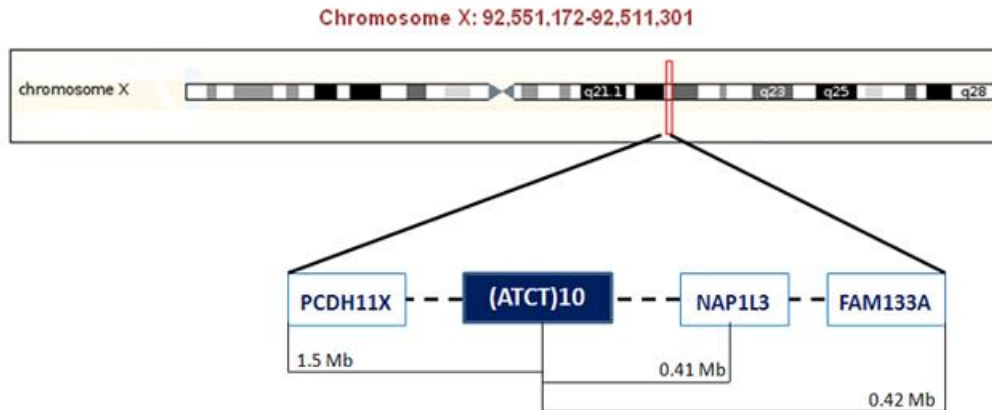 Chromosome X: 92,551,172-92,511,301
chromosome X
q21.1
q23
q25
q28
PCDH11X
(ATCT)10
NAP1L3
FAM133A
1.5 Mb
0.41 Mb
0.42 Mb